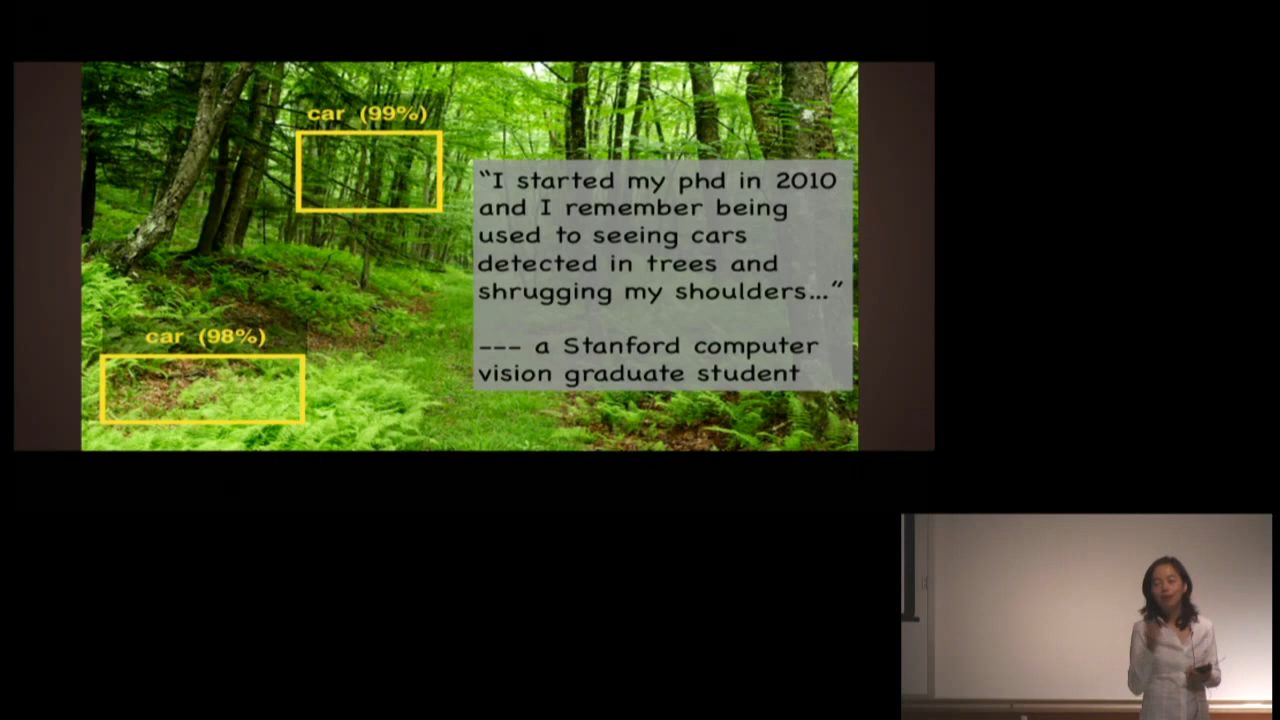 car (99%)
“I started my phd in 2010
and I remember being
used to seeing cars
detected in trees and
shrugging my shoulders...”
--- a Stanford computer
vision graduate student
car (98%)